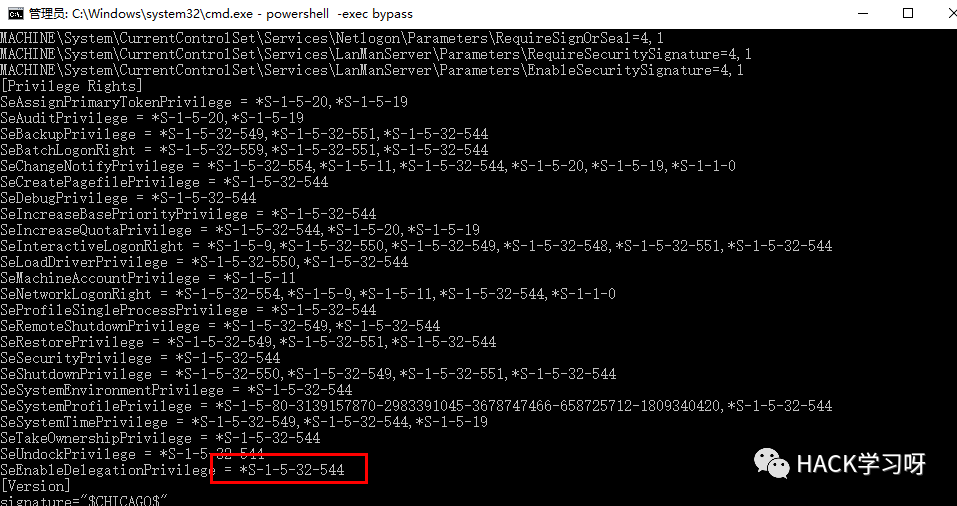 管理员: C:\Windows\system32\cmd.exe - powershell -exec bypass
MACHINE\System\CurrentControlSet\Services\Netlogon\Parameters\RequireSignOrSeal=4,1
MACHINE\System\CurrentControlSet\Services\LanManServer\Parameters\RequireSecuritySignature=4,1
MACHINE\System\CurrentControlSet\Services\LanManServer\Parameters\EnableSecuritySignature=4,1
[Privilege Rights]
SeAssignPrimaryTokenPrivilege = *S-1-5-20,*S-1-5-19
SeAuditPrivilege = *S-1-5-20,*S-1-5-19
SeBackupPrivilege = *S-1-5-32-549,*S-1-5-32-551,*S-1-5-32-544
SeBatchLogonRight = *S-1-5-32-559,*S-1-5-32-551,*S-1-5-32-544
SeChangeNotifyPrivilege = *S-1-5-32-554,*S-1-5-11,*S-1-5-32-544,*S-1-5-20,*S-1-5-19,*S-1-1-0
SeCreatePagefilePrivilege = *S-1-5-32-544
SeDebugPrivilege = *S-1-5-32-544
SeIncreaseBasePriorityPrivilege = *S-1-5-32-544
SeIncreaseQuotaPrivilege = *S-1-5-32-544,*S-1-5-20,*S-1-5-19
SeInteractiveLogonRight = *S-1-5-9,*S-1-5-32-550,*S-1-5-32-549,*S-1-5-32-548,*S-1-5-32-551,*S-1-5-32-544
SeLoadDriverPrivilege = *S-1-5-32-550,*S-1-5-32-544
SeMachineAccountPrivilege = *S-1-5-11
SeNetworkLogonRight = *S-1-5-32-554,*S-1-5-9,*S-1-5-11,*S-1-5-32-544,*S-1-1-0
SeProfileSingleProcessPrivilege = *S-1-5-32-544
SeRemoteShutdownPrivilege = *S-1-5-32-549,*S-1-5-32-544
SeRestorePrivilege = *S-1-5-32-549,*S-1-5-32-551,*S-1-5-32-544
SeSecurityPrivilege = *S-1-5-32-544
SeShutdownPrivilege = *S-1-5-32-550,*S-1-5-32-549,*S-1-5-32-551,*S-1-5-32-544
SeSystemEnvironmentPrivilege = *S-1-5-32-544
SeSystemProfilePrivilege = *S-1-5-80-3139157870-2983391045-3678747466-658725712-1809340420,*S-1-5-32-544
SeSystemTimePrivilege = *S-1-5-32-549,*S-1-5-32-544,*S-1-5-19
SeTakeOwnershipPrivilege = *S-1-5-32-544
SeUndockPrivilege = *S-1-5-32-544
SeEnableDelegationPrivilege = *S-1-5-32-544
[Version]
signature="$CHICAGO$"
HACK学习呀